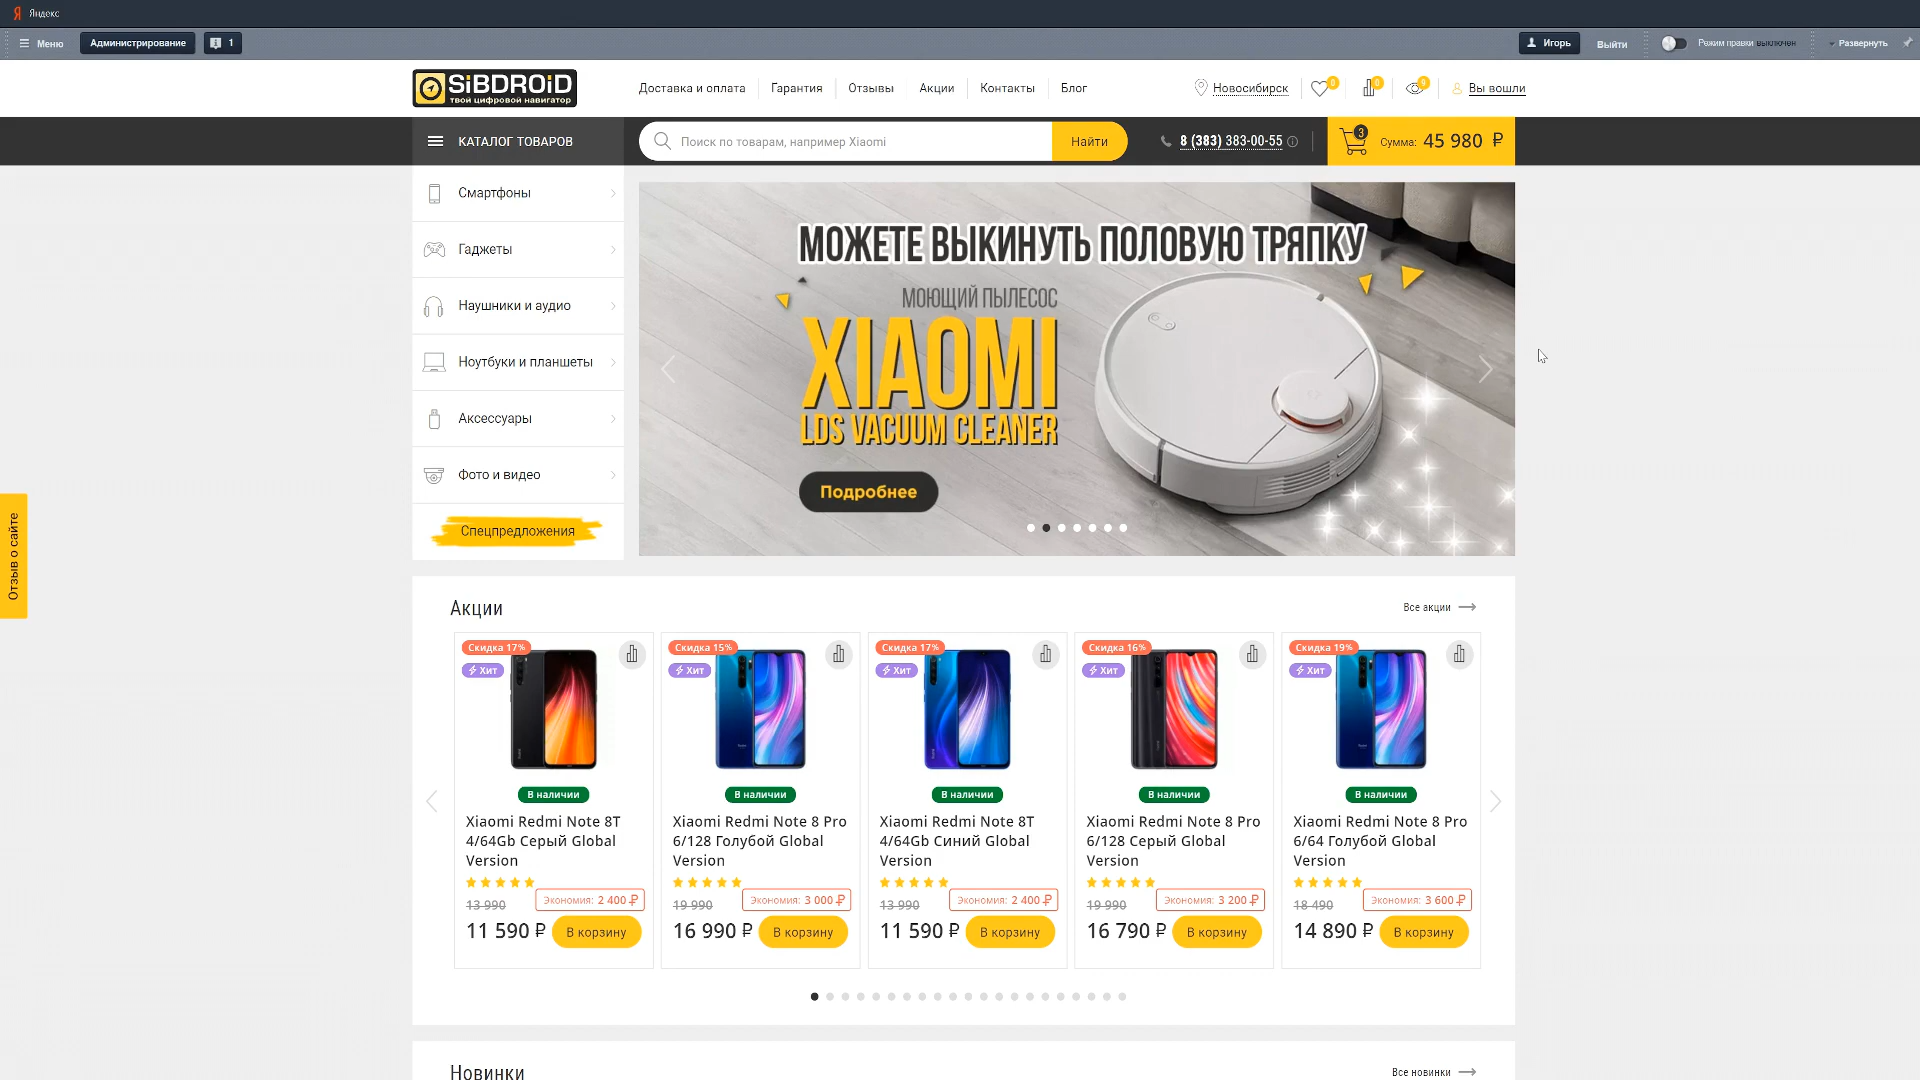 Яндекс
Меню
Администрирование
1
Игорь
Выйти
Режим правки выключен
Развернуть
SiBDROiD
твой цифровой навигатор
Доставка и оплата
Гарантия
Отзывы
Акции
Контакты
Блог
Новосибирск
0
0
9
Вы вошли
КАТАЛОГ ТОВАРОВ
Поиск по товарам, например Xiaomi
Найти
8 (383) 383-00-55
3
Сумма: 45 980 ₽
Смартфоны
Гаджеты
Наушники и аудио
Ноутбуки и планшеты
Аксессуары
Фото и видео
Спецпредложения
Отзыв о сайте
МОЖЕТЕ ВЫКИНУТЬ ПОЛОВУЮ ТРЯПКУ
МОЮЩИЙ ПЫЛЕСОС
XIAOMI
LDS VACUUM CLEANER
Подробнее
Акции
Все акции
Скидка 17%
Хит
В наличии
Xiaomi Redmi Note 8T
4/64Gb Серый Global
Version
13 990
Экономия: 2 400 ₽
11 590 ₽
В корзину
Скидка 15%
Хит
В наличии
Xiaomi Redmi Note 8 Pro
6/128 Голубой Global
Version
19 990
Экономия: 3 000 ₽
16 990 ₽
В корзину
Скидка 17%
Хит
В наличии
Xiaomi Redmi Note 8T
4/64Gb Синий Global
Version
13 990
Экономия: 2 400 ₽
11 590 ₽
В корзину
Скидка 16%
Хит
В наличии
Xiaomi Redmi Note 8 Pro
6/128 Серый Global
Version
19 990
Экономия: 3 200 ₽
16 790 ₽
В корзину
Скидка 19%
Хит
В наличии
Xiaomi Redmi Note 8 Pro
6/64 Голубой Global
Version
18 490
Экономия: 3 600 ₽
14 890 ₽
В корзину
Новинки
Все новинки